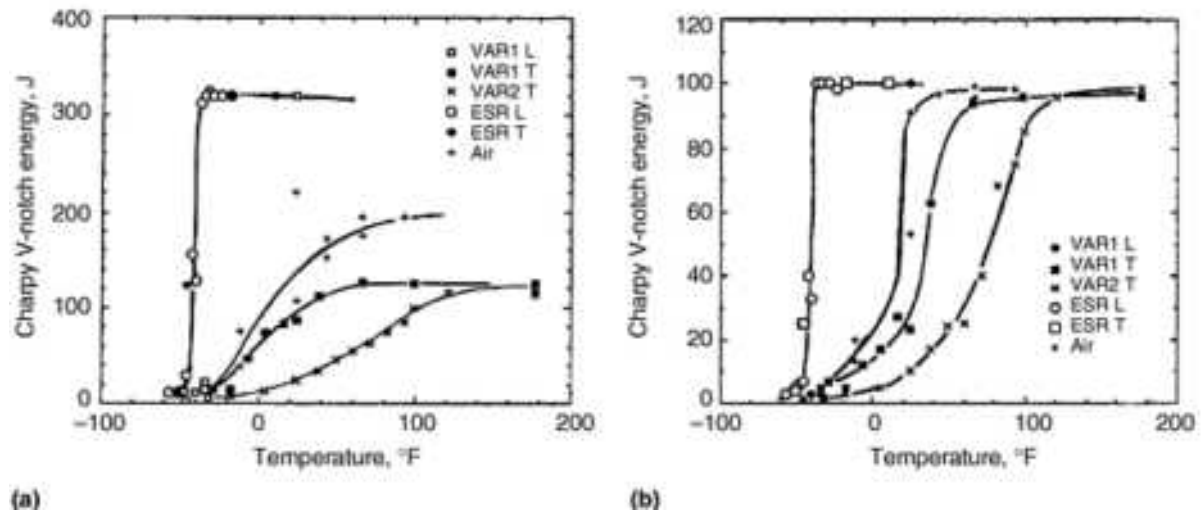 400
300
200
100
0
Charpy V-notch energy, J
VAR1 L
VAR1 T
VAR2 T
ESR L
ESR T
Air
−100
0
100
200
Temperature, °F
(a)
100
80
60
40
20
0
Charpy V-notch energy, J
VAR1 L
VAR1 T
VAR2 T
ESR L
ESR T
Air
−100
0
100
200
Temperature, °F
(b)